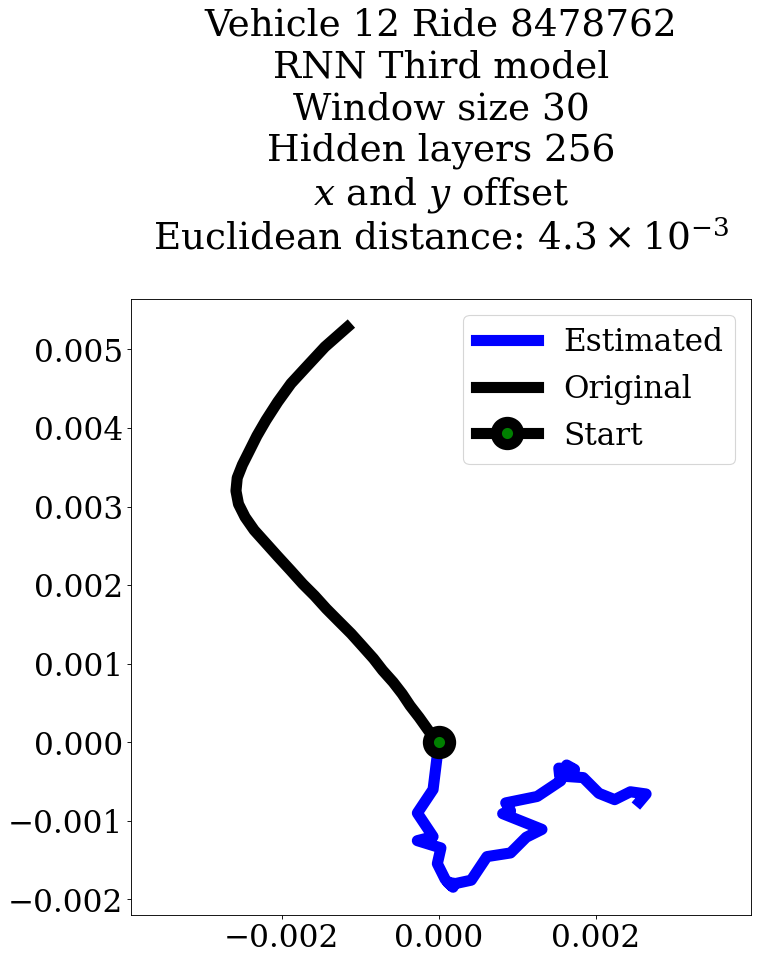 Vehicle 12 Ride 8478762
RNN Third model
Window size 30
Hidden layers 256
x and y offset
Euclidean distance: 4.3 × 10⁻³
Estimated
Original
Start
0.005
0.004
0.003
0.002
0.001
0.000
−0.001
−0.002
−0.002 0.000 0.002